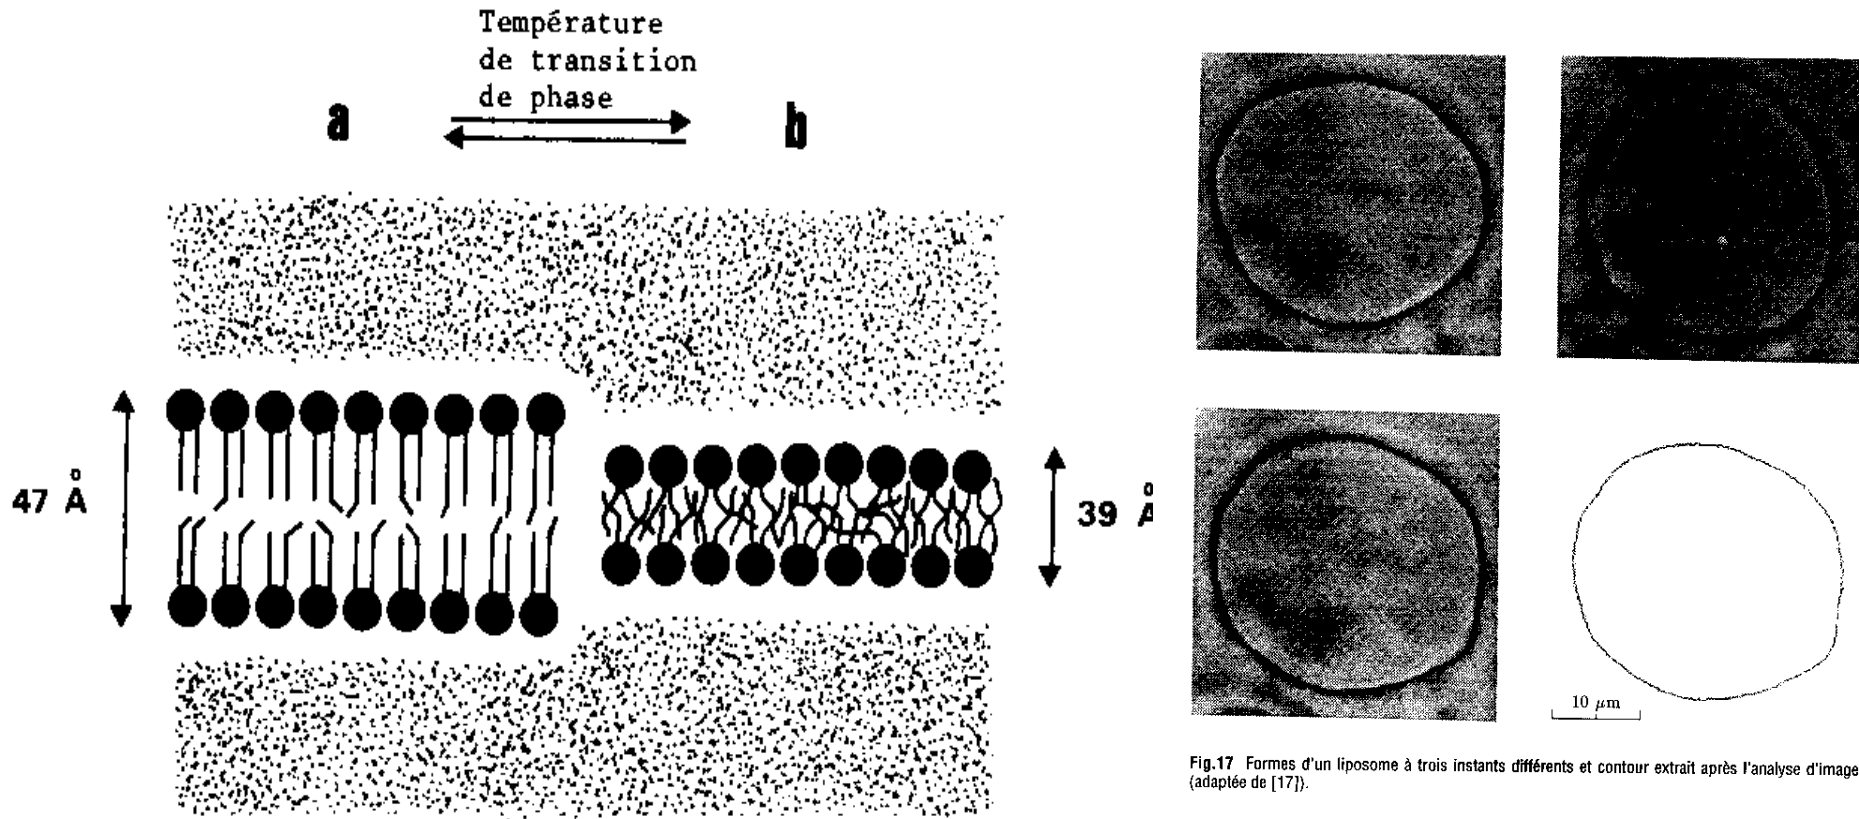 Température
de transition
de phase
a
b
47 Å
39 Å
10 μm
Fig.17 Formes d'un liposome à trois instants différents et contour extrait après l'analyse d'image
(adaptée de [17]).